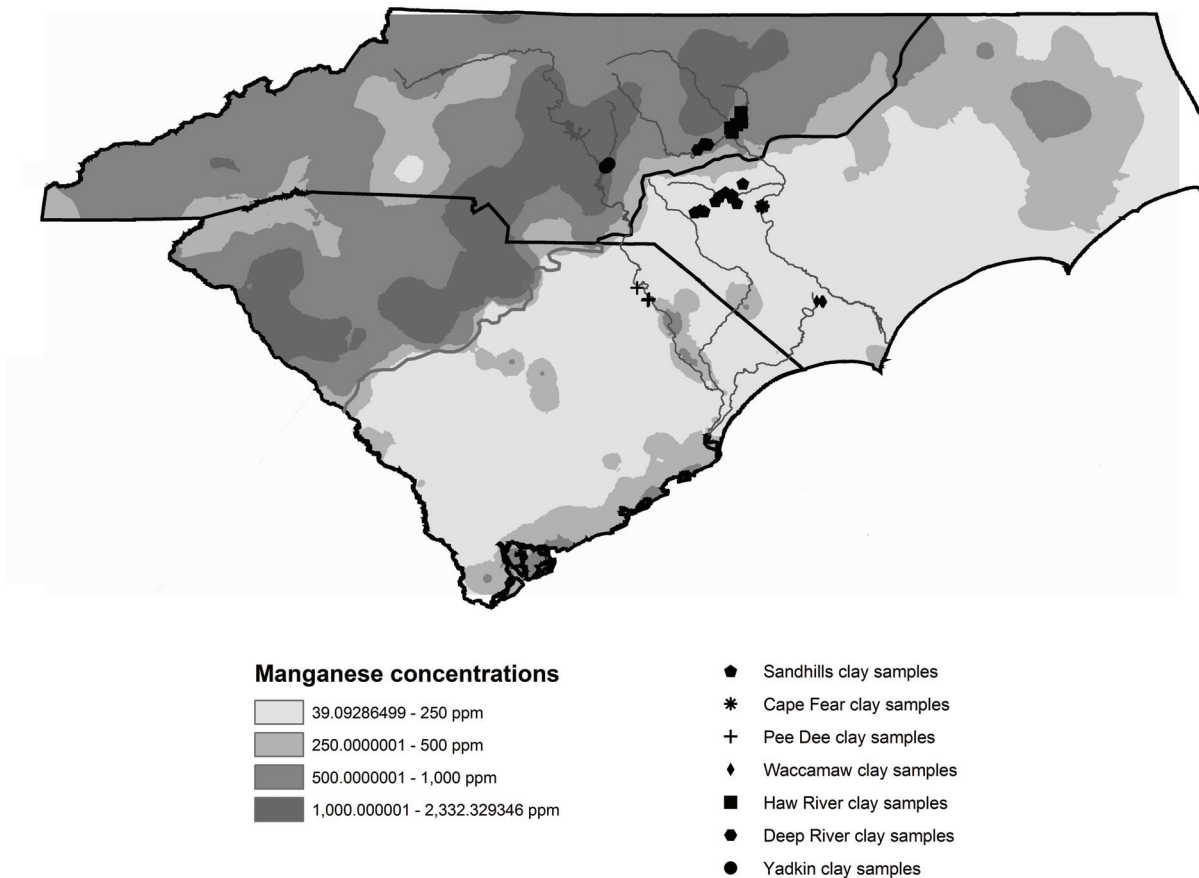 Manganese concentrations
39.09286499 - 250 ppm
250.0000001 - 500 ppm
500.0000001 - 1,000 ppm
1,000.000001 - 2,332.329346 ppm
Sandhills clay samples
Cape Fear clay samples
Pee Dee clay samples
Waccamaw clay samples
Haw River clay samples
Deep River clay samples
Yadkin clay samples